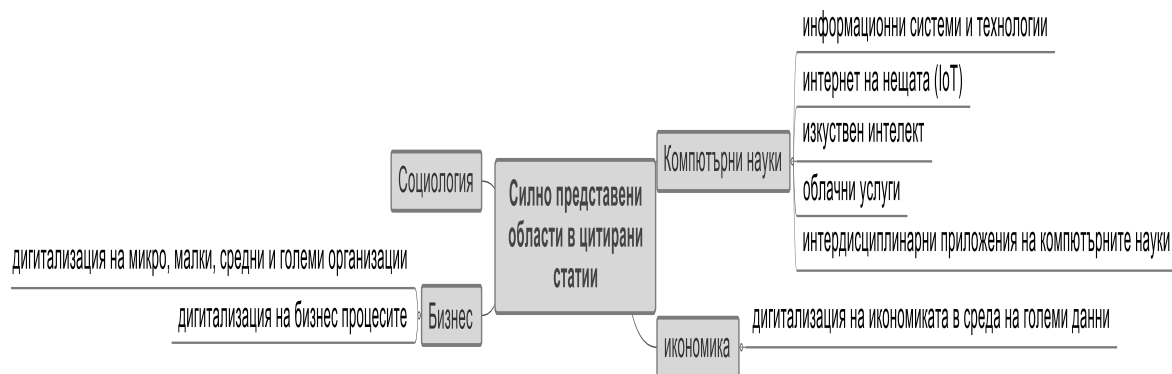 информационни системи и технологии
интернет на нещата (IoT)
изкуствен интелект
Компютърни науки
облачни услуги
интердисциплинарни приложения на компютърните науки
Социология
Силно представени
области в цитирани
статии
дигитализация на микро, малки, средни и големи организации
дигитализация на бизнес процесите
Бизнес
икономика
дигитализация на икономиката в среда на големи данни